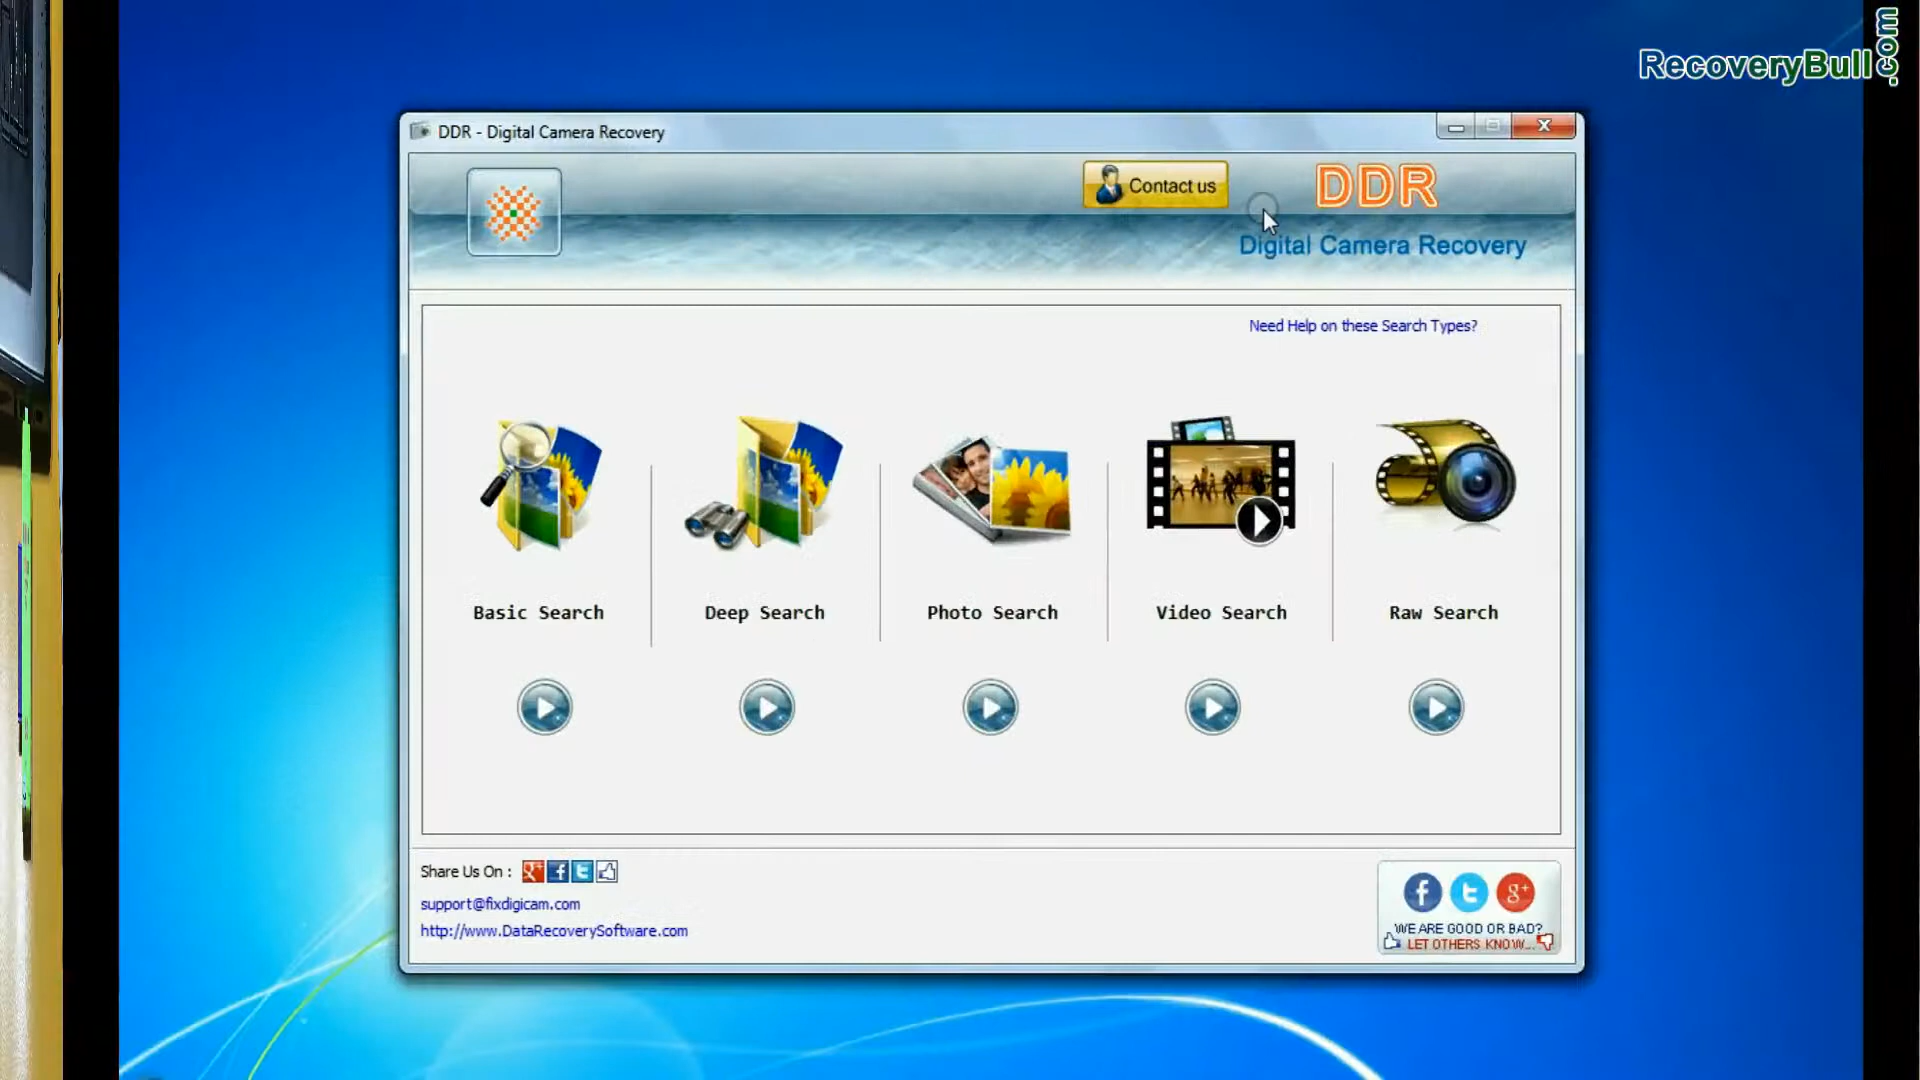 RecoveryBull.com
DDR - Digital Camera Recovery
Contact us
DDR
Digital Camera Recovery
Need Help on these Search Types?
Basic Search
Deep Search
Photo Search
Video Search
Raw Search
Share Us On :
support@fixdigicam.com
http://www.DataRecoverySoftware.com
WE ARE GOOD OR BAD?
LET OTHERS KNOW...